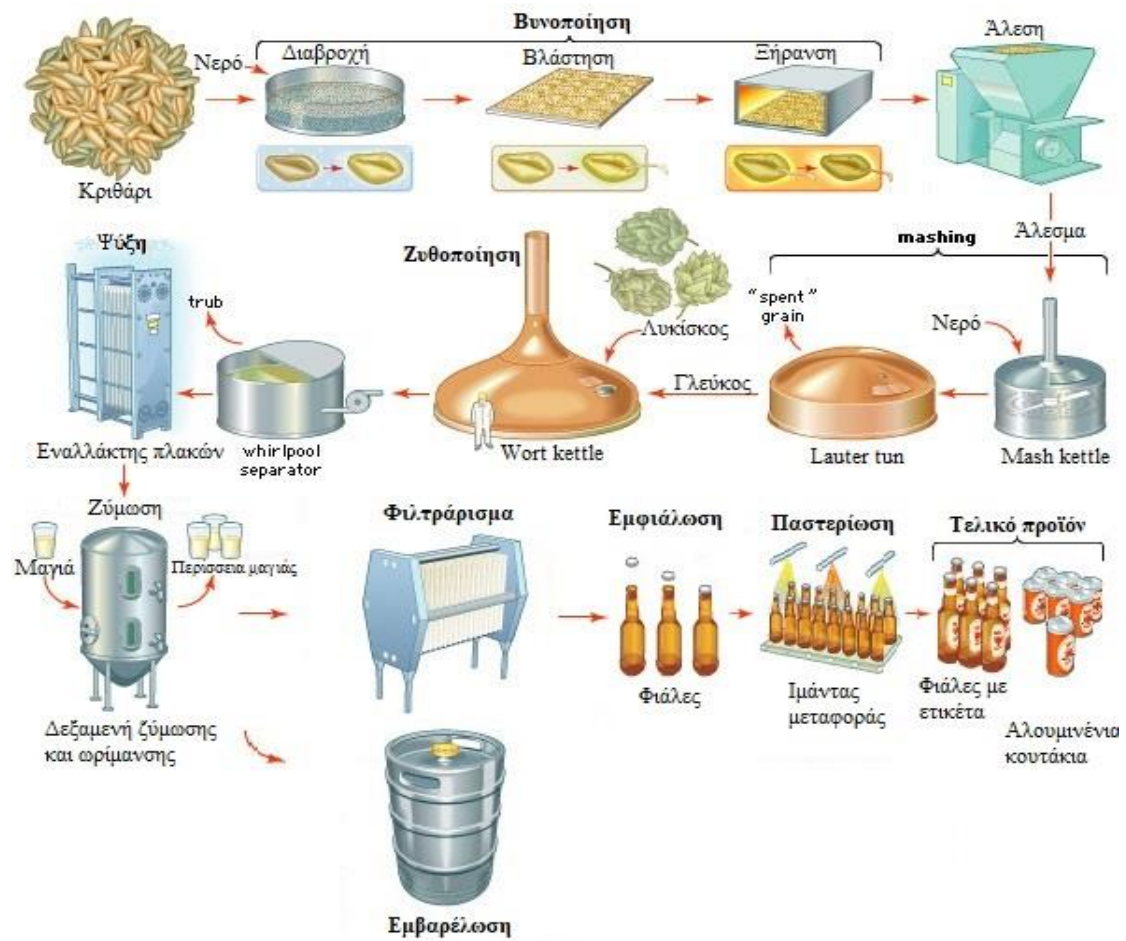 Βυνοποίηση
Νερό
Διαβροχή
Βλάστηση
Ξήρανση
Άλεση
Κριθάρι
Ψύξη
trub
Ζυθοποίηση
Λυκίσκος
mashing
Άλεσμα
"spent"
grain
Νερό
Γλεύκος
Εναλλάκτης πλακών
whirlpool
separator
Wort kettle
Lauter tun
Mash kettle
Ζύμωση
Μαγιά
Περίσσεια μαγιάς
Φιλτράρισμα
Εμφιάλωση
Παστερίωση
Τελικό προϊόν
Φιάλες
Ιμάντας
μεταφοράς
Φιάλες με
ετικέτα
Αλουμινένια
κουτάκια
Δεξαμενή ζύμωσης
και ωρίμανσης
Εμβαρέλωση